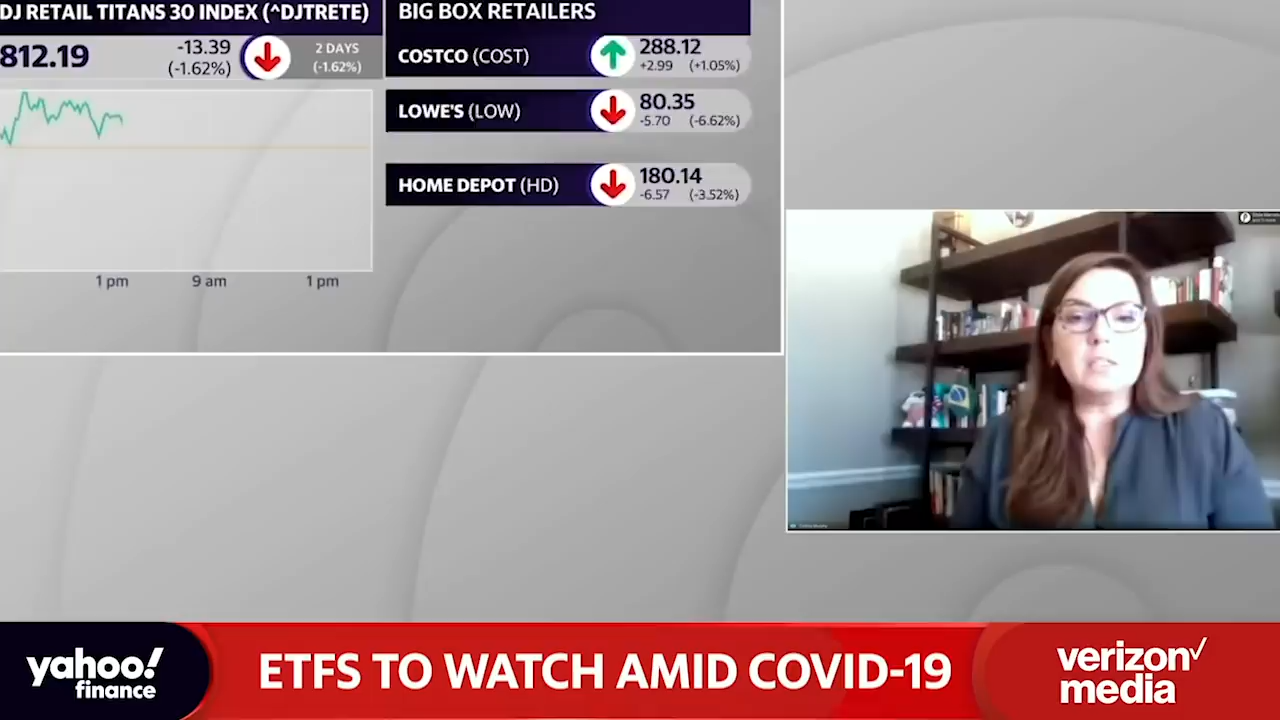 DJ RETAIL TITANS 30 INDEX (^DJTRETE)
812.19
-13.39
(-1.62%)
2 DAYS
(-1.62%)
1 pm
9 am
1 pm
BIG BOX RETAILERS
COSTCO (COST)
288.12
+2.99 (+1.05%)
LOWE'S (LOW)
80.35
-5.70 (-6.62%)
HOME DEPOT (HD)
180.14
-6.57 (-3.52%)
yahoo!
finance
ETFS TO WATCH AMID COVID-19
verizon✓
media